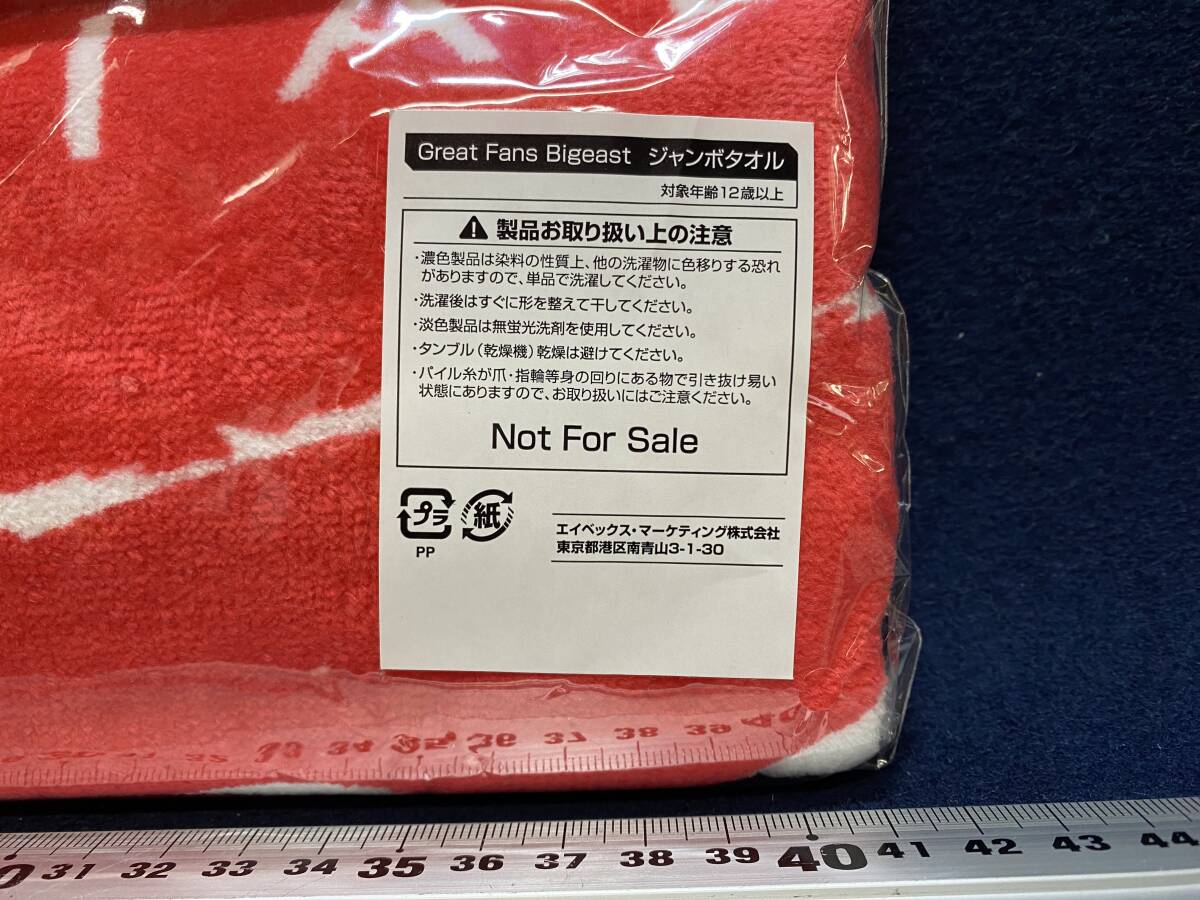 Great Fans Bigeast ジャンボタオル
対象年齢12歳以上
製品お取り扱い上の注意
・濃色製品は染料の性質上、他の洗濯物に色移りする恐れ
がありますので、単品で洗濯してください。
・洗濯後はすぐに形を整えて干してください。
・淡色製品は無蛍光洗剤を使用してください。
・タンブル(乾燥機)乾燥は避けてください。
・パイル糸が爪・指輪等身の回りにある物で引き抜け易い
状態にありますので、お取り扱いにはご注意ください。
Not For Sale
プラ 紙
PP
エイベックス・マーケティング株式会社
東京都港区南青山3-1-30
33 34 35 36 37 38 39 40
31 32 33 34 35 36 37 38 39 40 41 42 43 44